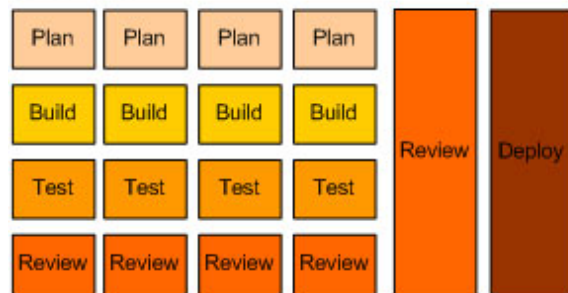 Plan Plan Plan Plan
Build Build Build Build
Test Test Test Test
Review Review Review Review
Review
Deploy